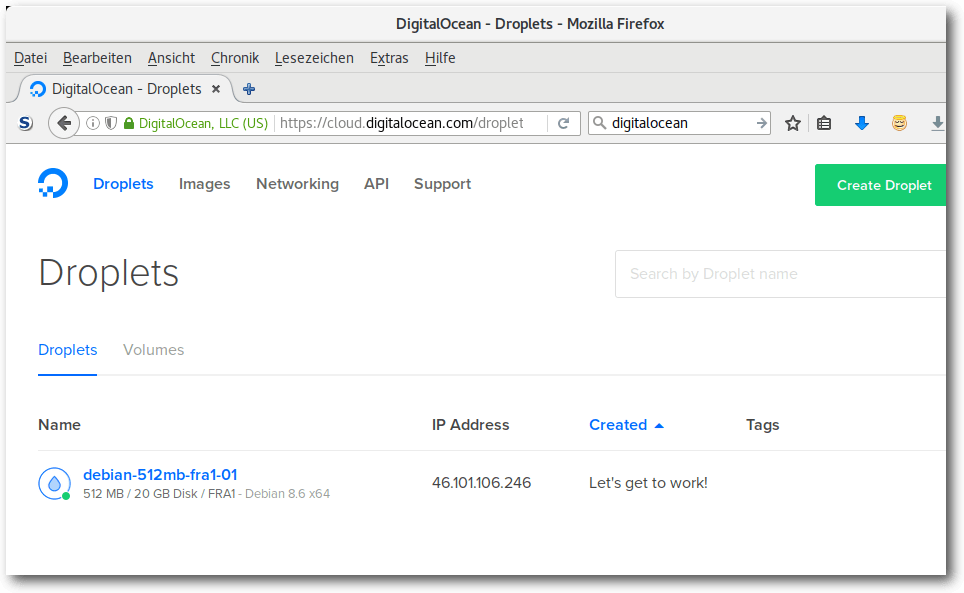 DigitalOcean - Droplets - Mozilla Firefox
Datei Bearbeiten Ansicht Chronik Lesezeichen Extras Hilfe
DigitalOcean - Droplets
S DigitalOcean, LLC (US) https://cloud.digitalocean.com/droplet digitalocean
Droplets Images Networking API Support Create Droplet
Droplets Search by Droplet name
Droplets Volumes
Name IP Address Created Tags
debian-512mb-fra1-01
512 MB / 20 GB Disk / FRA1 - Debian 8.6 x64 46.101.106.246 Let's get to work!